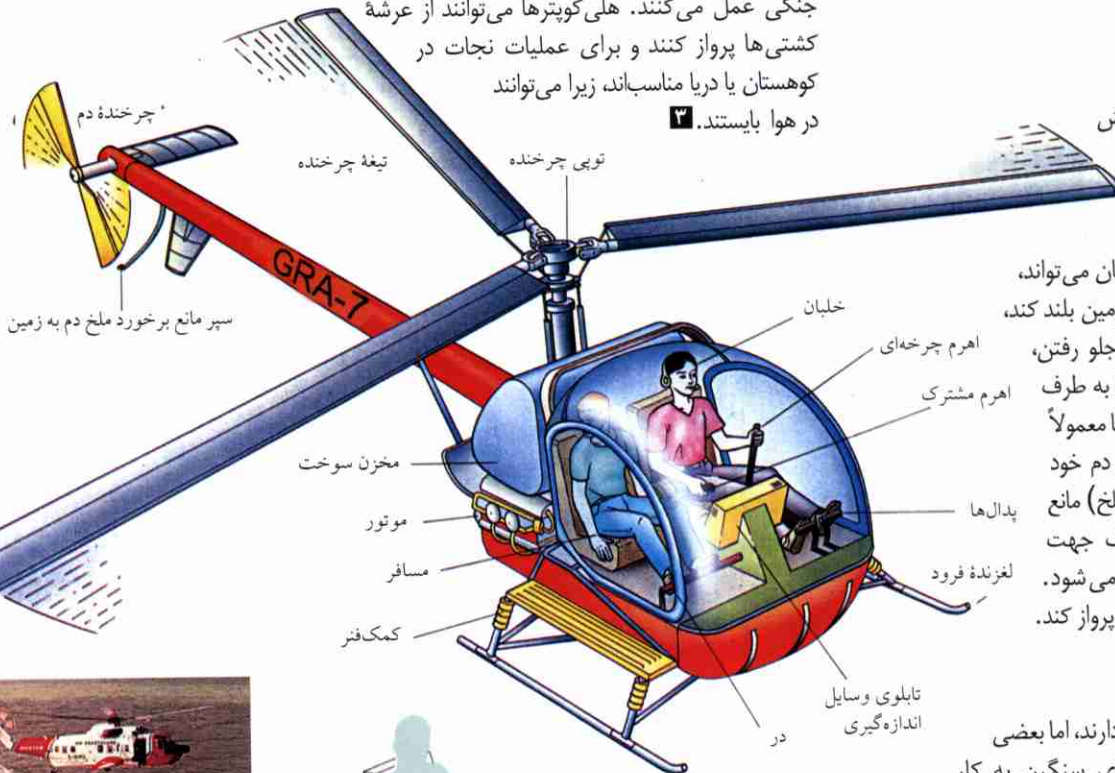 جنگی عمل می‌کنند. هلی‌کوپترها می‌توانند از عرشهٔ
کشتی‌ها پرواز کنند و برای عملیات نجات در
کوهستان یا دریا مناسب‌اند، زیرا می‌توانند
در هوا بایستند. ۳
چرخندهٔ دم
تیغهٔ چرخنده
توپی چرخنده
GRA-7
سپر مانع برخورد ملخ دم به زمین
خلبان
اهرم چرخه‌ای
اهرم مشترک
مخزن سوخت
موتور
مسافر
کمک‌فنر
پدال‌ها
لغزندهٔ فرود
تابلوی وسایل
اندازه‌گیری
در
می‌تواند،
بلند کند،
جلو رفتن،
به طرف
معمولاً
دم خود
مانع
جهت
می‌شود.
پرواز کند.
دارند، اما بعضی
سنگین به کار